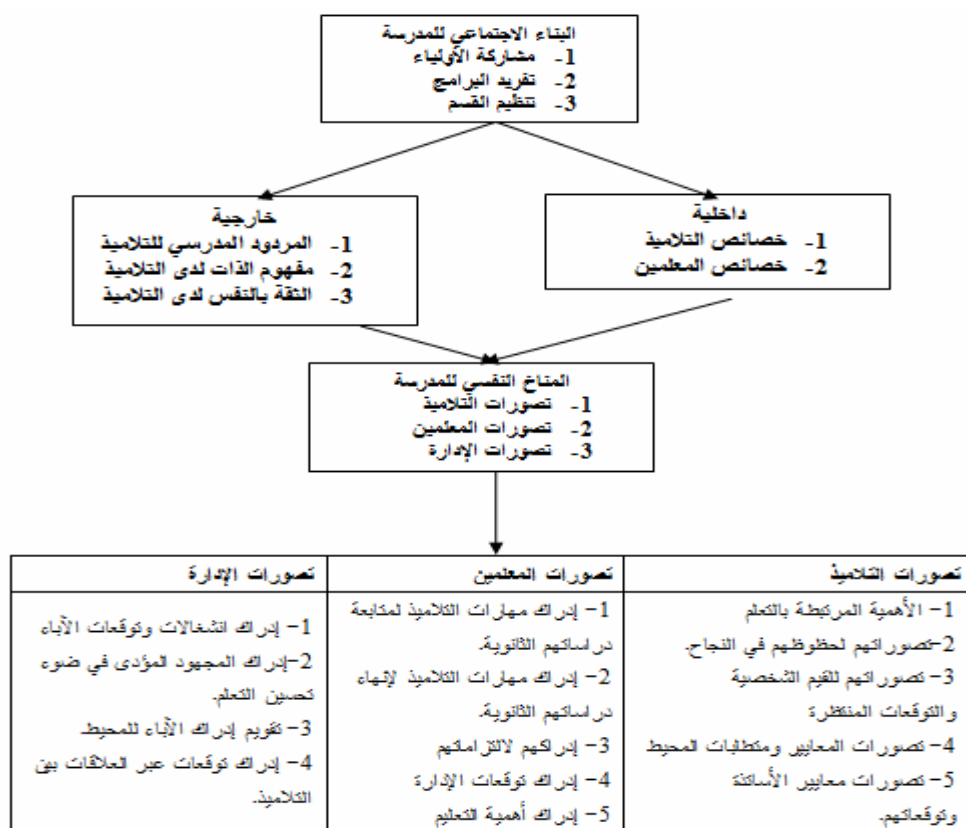 البناء الاجتماعي للمدرسة
1- مشاركة الأولياء
2- تفريد البرامج
3- تنظيم القسم
داخلية
1- خصائص التلاميذ
2- خصائص المعلمين
خارجية
1- المردود المدرسي للتلاميذ
2- مفهوم الذات لدى التلاميذ
3- الثقة بالنفس لدى التلاميذ
المناخ النفسي للمدرسة
1- تصورات التلاميذ
2- تصورات المعلمين
3- تصورات الإدارة
تصورات التلاميذ
1- الأهمية المرتبطة بالتعلم
2-تصوراتهم لحظوظهم في النجاح.
3- تصوراتهم للقيم الشخصية
والتوقعات المنتظرة
4- تصورات المعايير ومتطلبات المحيط
5- تصورات معايير الأساتذة
وتوقعاتهم.
تصورات المعلمين
1- إدراك مهارات التلاميذ لمتابعة
دراساتهم الثانوية.
2- إدراك مهارات التلاميذ لإنهاء
دراساتهم الثانوية.
3- إدراكهم لالتزاماتهم
4- إدراك توقعات الإدارة
5- إدراك أهمية التعليم
تصورات الإدارة
1- إدراك انشغالات وتوقعات الآباء
2-إدراك المجهود المؤدى في ضوء
تحسين التعلم.
3- تقويم إدراك الآباء للمحيط.
4- إدراك توقعات عبر العلاقات بين
التلاميذ.